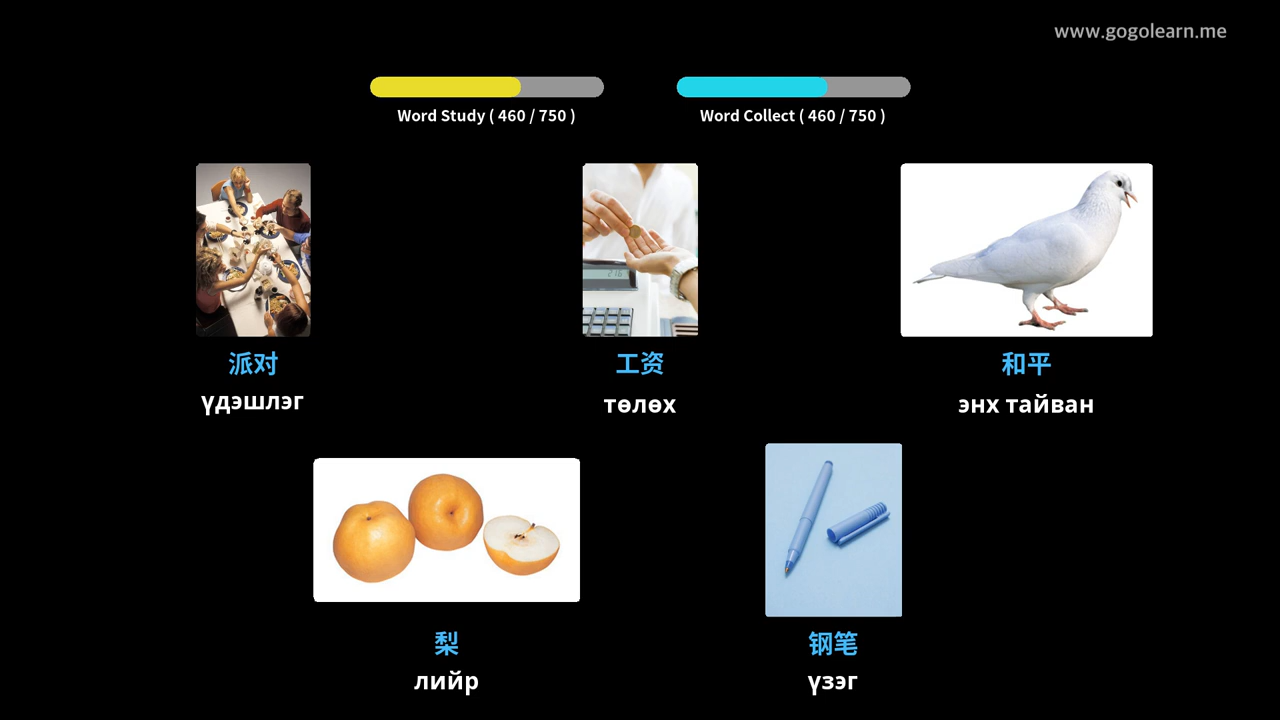 www.gogolearn.me
Word Study ( 460 / 750 )
Word Collect ( 460 / 750 )
派对
үдэшлэг
工资
төлөх
和平
энх тайван
梨
лийр
钢笔
үзэг